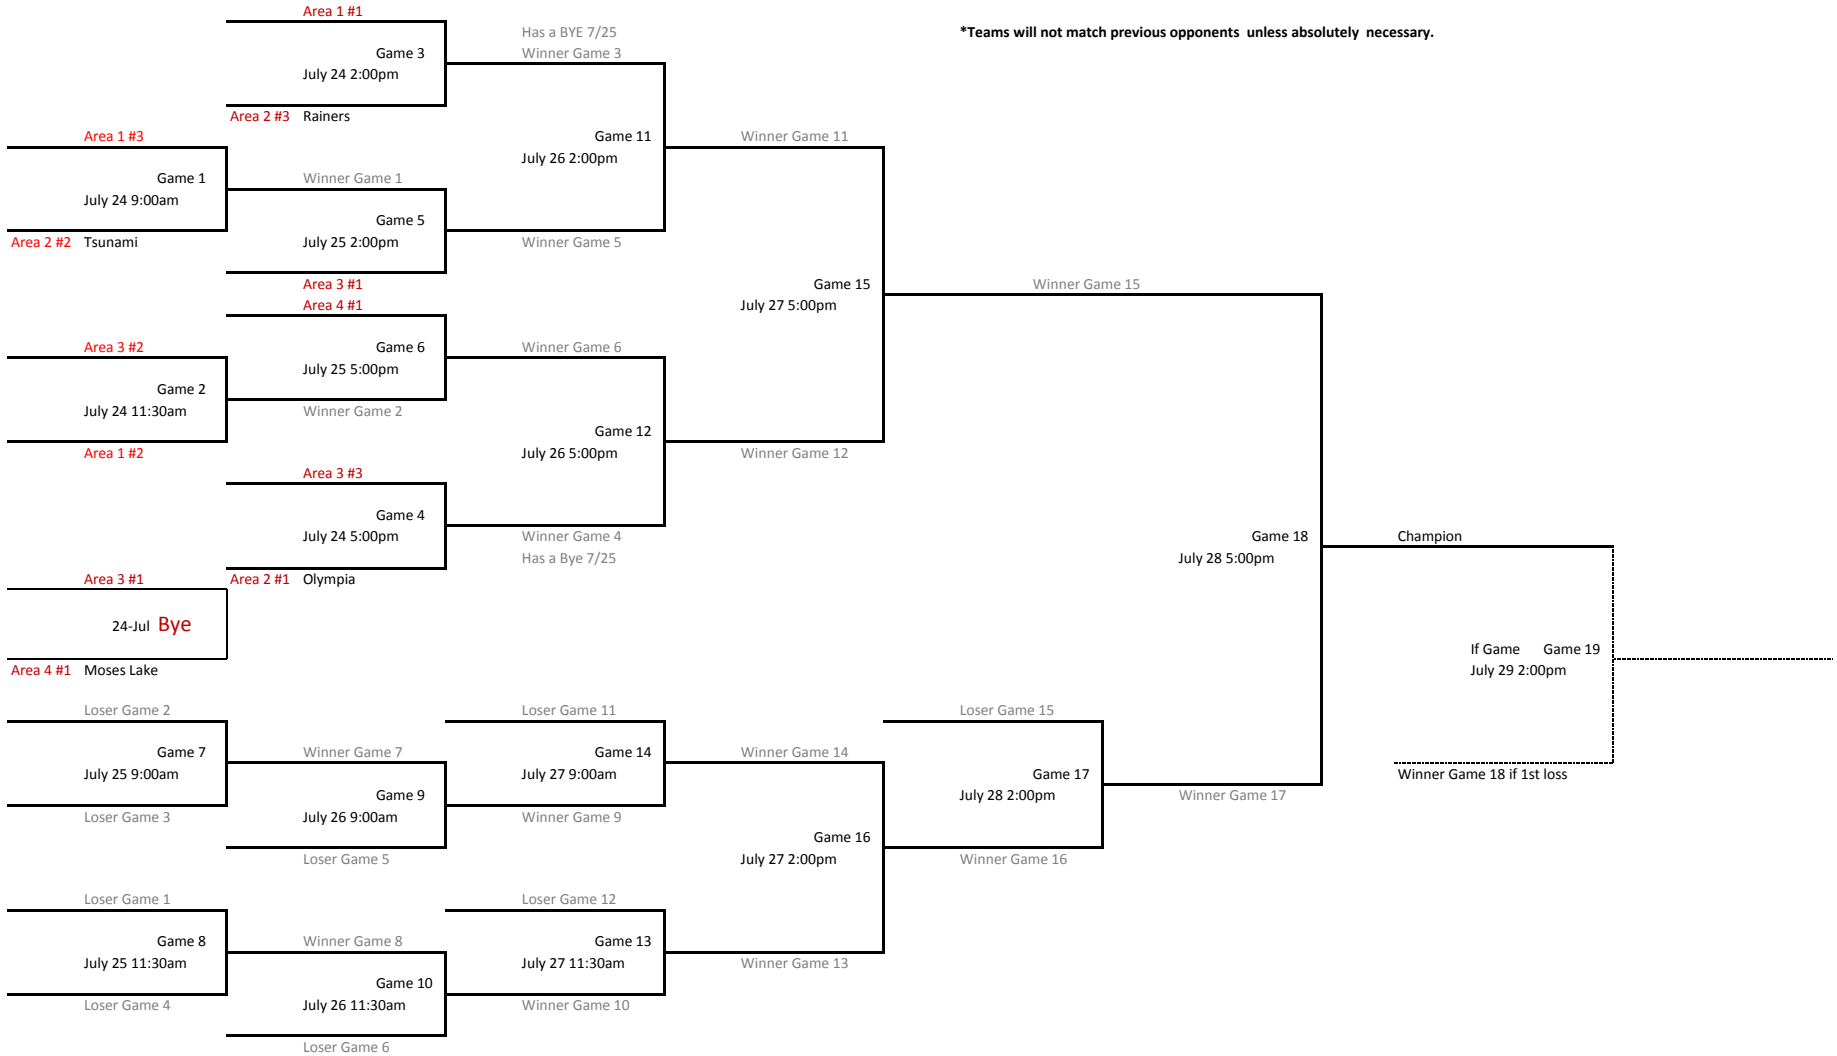 Area 1 #1
Has a BYE 7/25
*Teams will not match previous opponents unless absolutely necessary.
Game 3
Winner Game 3
July 24 2:00pm
Area 2 #3 Rainers
Area 1 #3
Game 11
Winner Game 11
July 26 2:00pm
Game 1
Winner Game 1
July 24 9:00am
Game 5
Area 2 #2 Tsunami
July 25 2:00pm
Winner Game 5
Area 3 #1
Game 15
Winner Game 15
Area 4 #1
July 27 5:00pm
Area 3 #2
Game 6
Winner Game 6
July 25 5:00pm
Game 2
July 24 11:30am
Winner Game 2
Game 12
Area 1 #2
July 26 5:00pm
Winner Game 12
Area 3 #3
Game 4
July 24 5:00pm
Winner Game 4
Game 18
Champion
Has a Bye 7/25
July 28 5:00pm
Area 3 #1
Area 2 #1 Olympia
24-Jul Bye
If Game Game 19
Area 4 #1 Moses Lake
July 29 2:00pm
Loser Game 2
Loser Game 11
Loser Game 15
Game 7
Winner Game 7
Game 14
Winner Game 14
July 25 9:00am
July 27 9:00am
Game 17
Winner Game 18 if 1st loss
Game 9
July 28 2:00pm
Winner Game 17
Loser Game 3
July 26 9:00am
Winner Game 9
Game 16
Loser Game 5
July 27 2:00pm
Winner Game 16
Loser Game 1
Loser Game 12
Game 8
Winner Game 8
Game 13
July 25 11:30am
July 27 11:30am
Winner Game 13
Game 10
Loser Game 4
July 26 11:30am
Winner Game 10
Loser Game 6